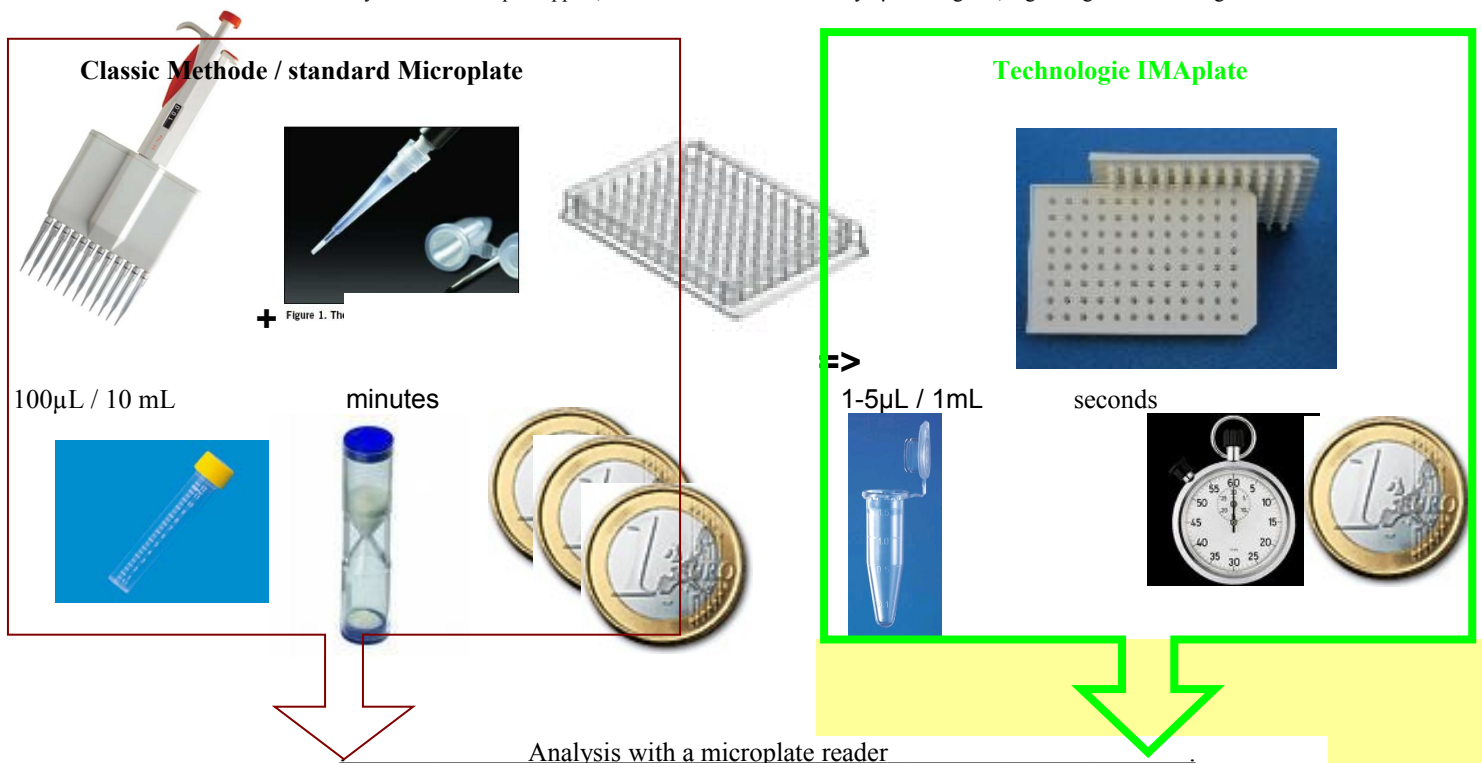 Classic Methode / standard Microplate
Technologie IMAplate
+
Figure 1. The
=>
100µL / 10 mL
minutes
1-5µL / 1mL
seconds
Analysis with a microplate reader
.